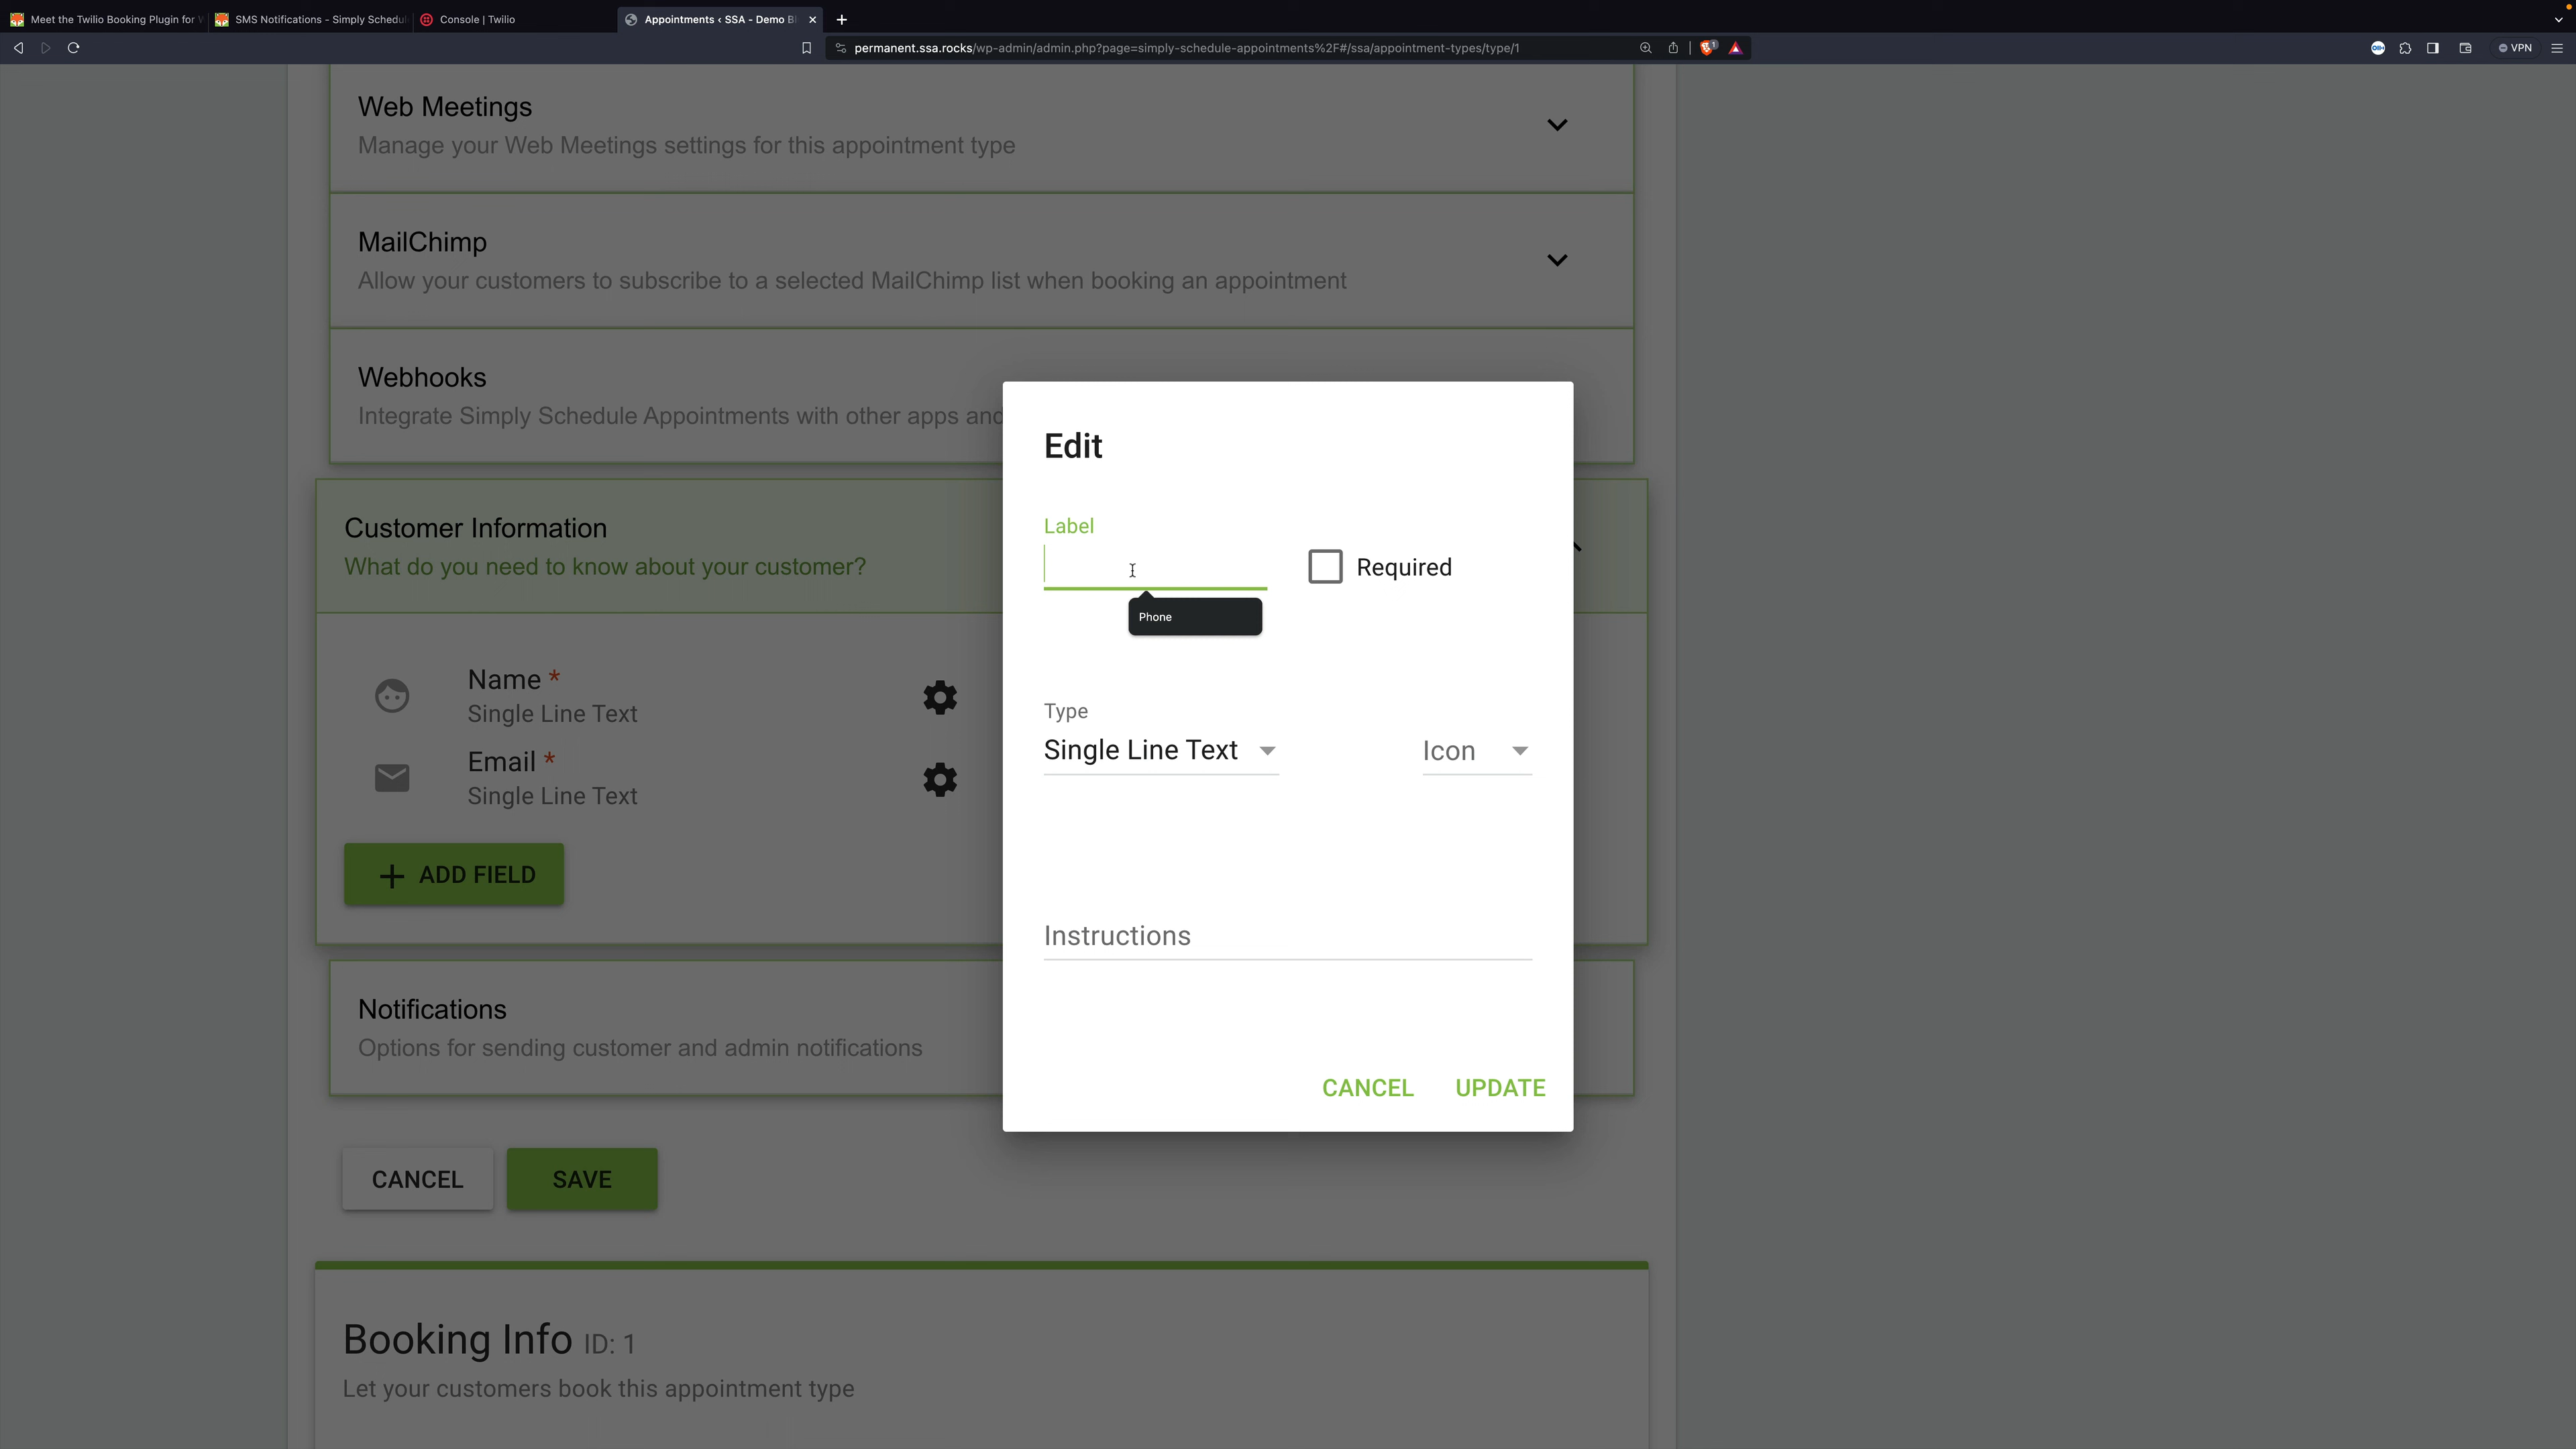 Meet the Twilio Booking Plugin for
SMS Notifications - Simply Schedul
Console | Twilio
Appointments ‹ SSA - Demo Bl
permanent.ssa.rocks/wp-admin/admin.php?page=simply-schedule-appointments%2F#/ssa/appointment-types/type/1
1
VPN
Web Meetings
Manage your Web Meetings settings for this appointment type
MailChimp
Allow your customers to subscribe to a selected MailChimp list when booking an appointment
Webhooks
Integrate Simply Schedule Appointments with other apps and
Customer Information
What do you need to know about your customer?
Name *
Single Line Text
Email *
Single Line Text
+ ADD FIELD
Notifications
Options for sending customer and admin notifications
CANCEL
SAVE
Booking Info ID: 1
Let your customers book this appointment type
Edit
Label
Required
Phone
Type
Single Line Text
Icon
Instructions
CANCEL
UPDATE